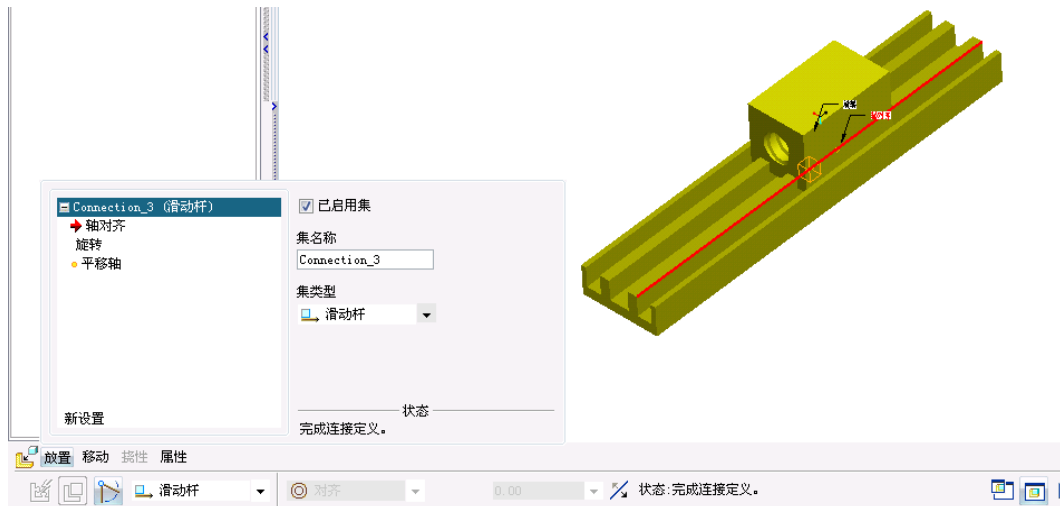 Connection_3 (滑动杆)
轴对齐
旋转
平移轴
新设置
已启用集
集名称
Connection_3
集类型
滑动杆
状态
完成连接定义。
放置 移动 挠性 属性
滑动杆 对齐 0.00 状态:完成连接定义。